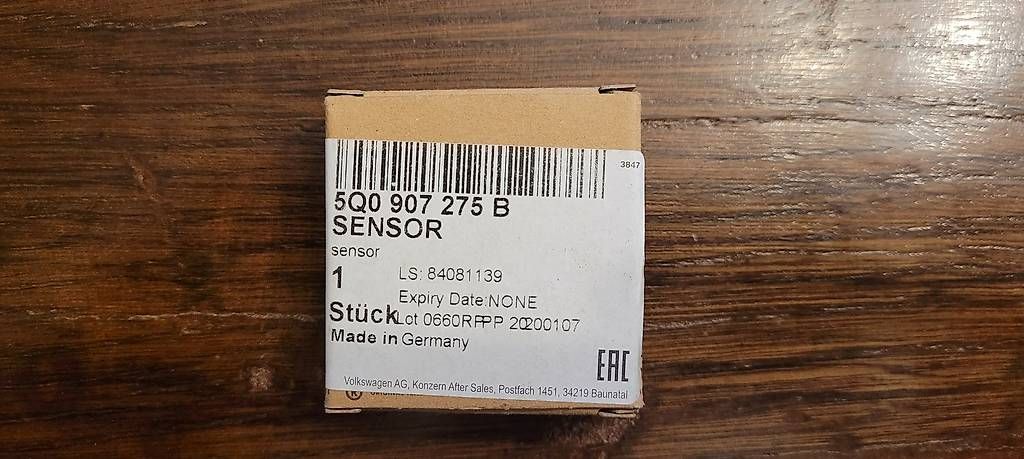 3847
5Q0 907 275 B
SENSOR
sensor
1 LS: 84081139
Expiry Date:NONE
Stück Lot 0660RPPP 20200107
Made in Germany
EAC
Volkswagen AG, Konzern After Sales, Postfach 1451, 34219 Baunatal
®